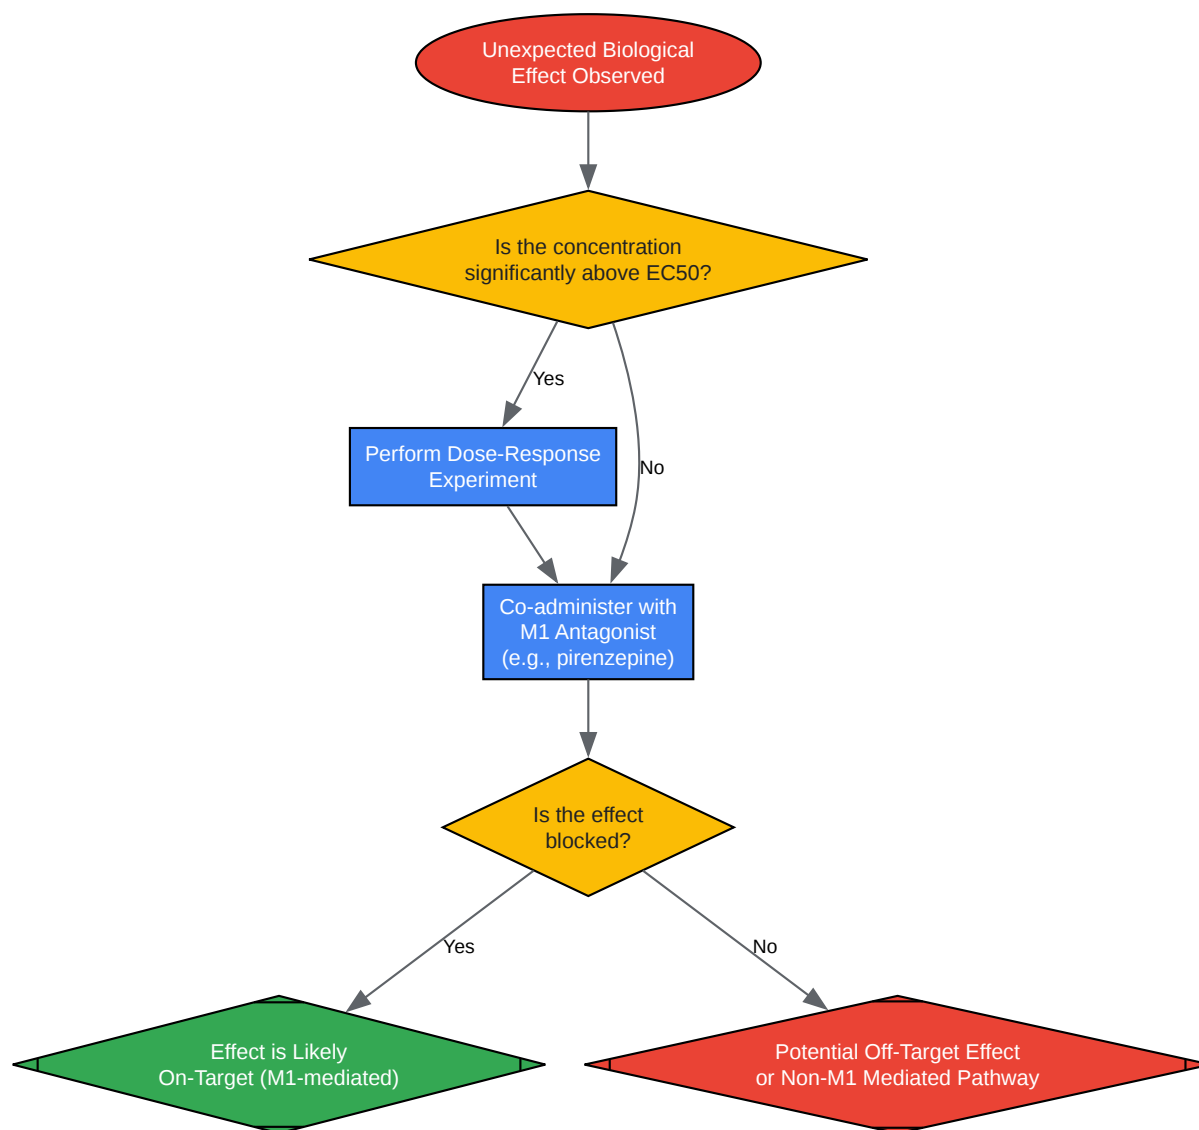 Unexpected Biological
Effect Observed
Is the concentration
significantly above EC50?
Yes
Perform Dose-Response
Experiment
No
Co-administer with
M1 Antagonist
(e.g., pirenzepine)
Is the effect
blocked?
Yes
No
Effect is Likely
On-Target (M1-mediated)
Potential Off-Target Effect
or Non-M1 Mediated Pathway